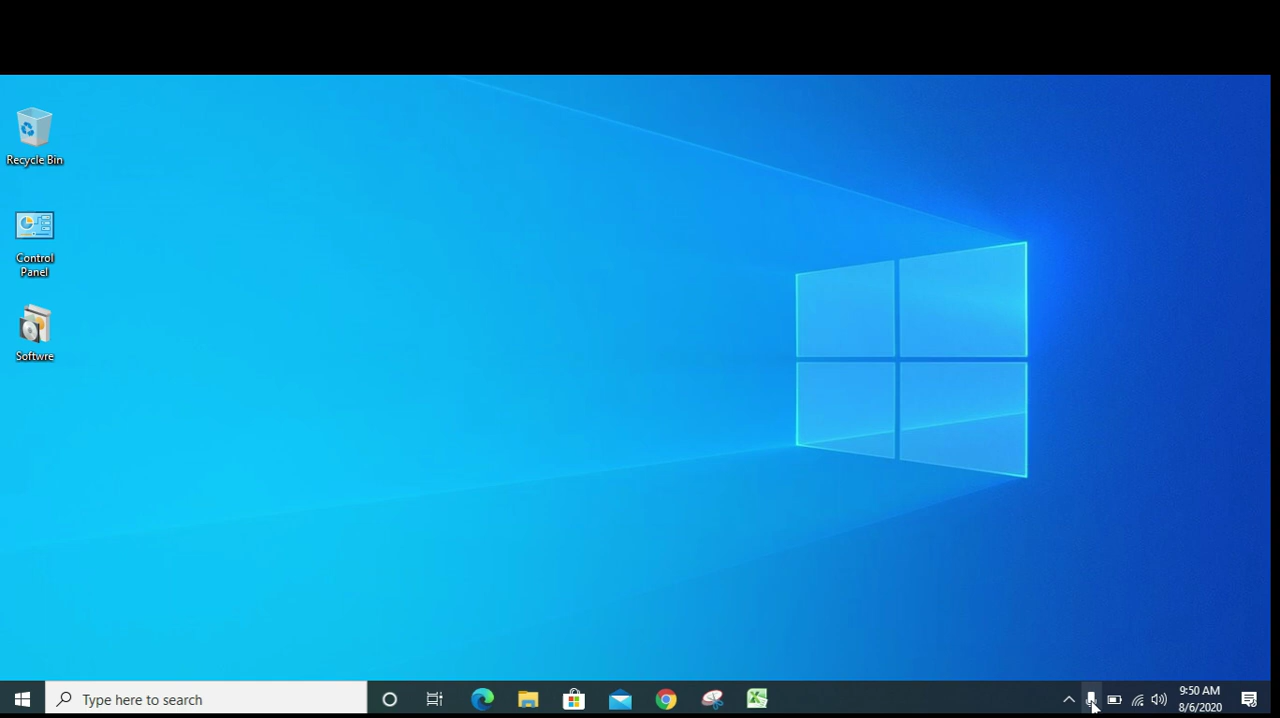 Recycle Bin
Control
Panel
Softwre
Type here to search
9:50 AM
8/6/2020